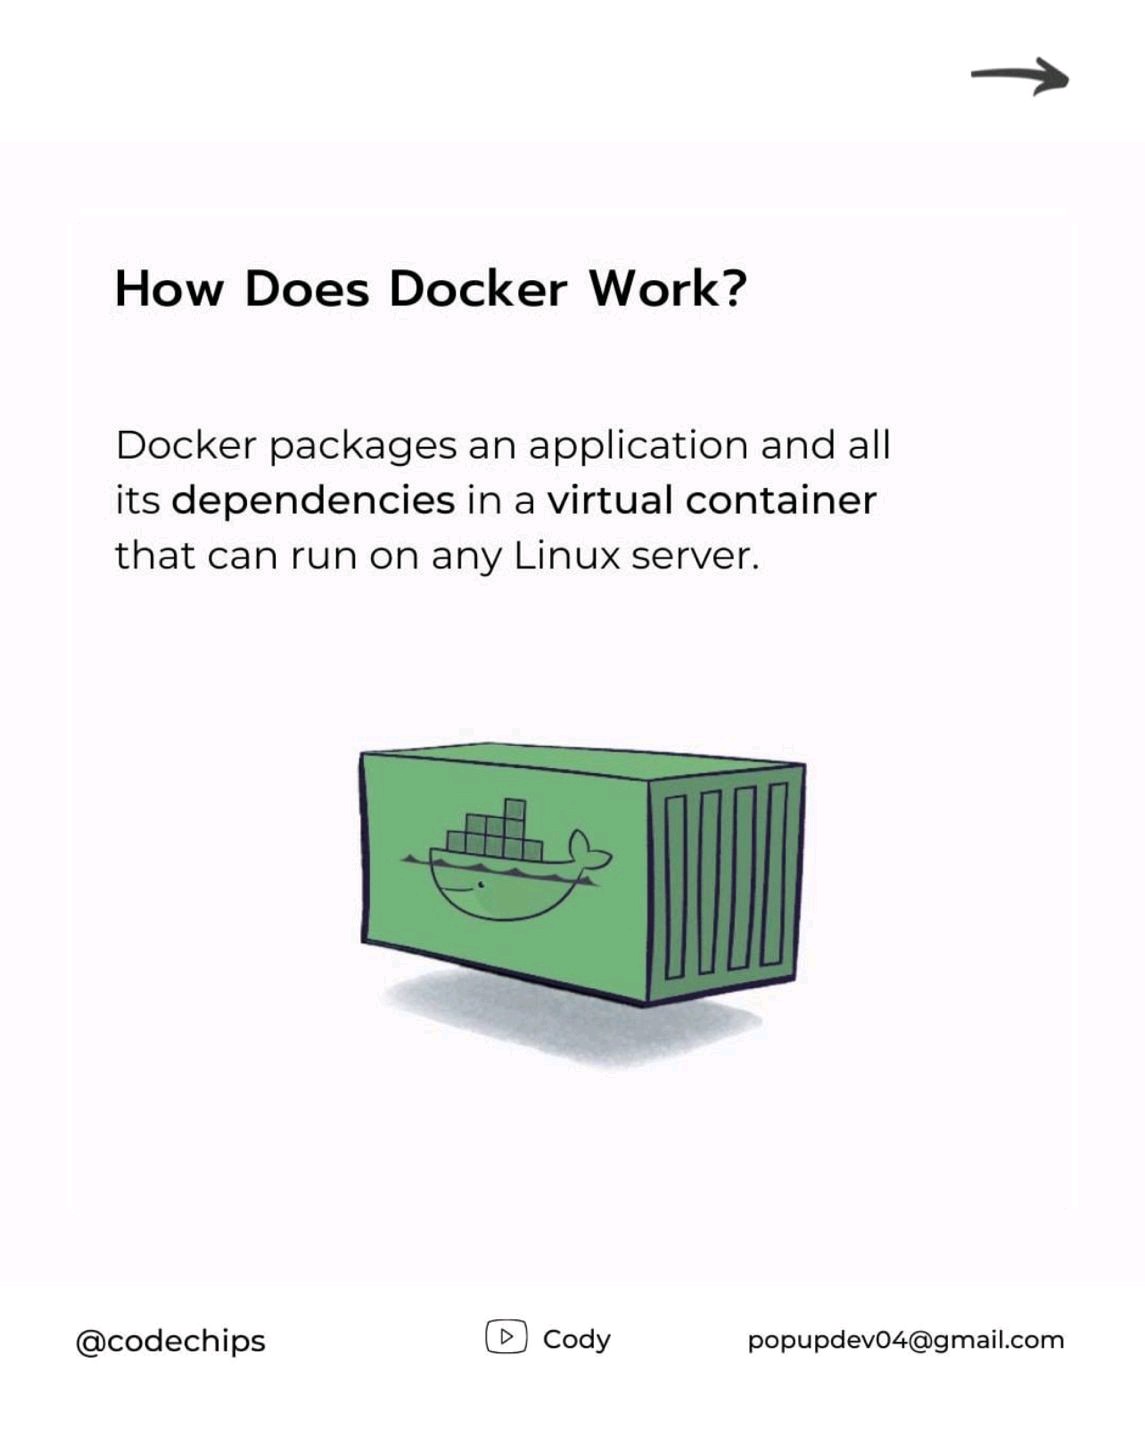 How Does Docker Work?
Docker packages an application and all
its dependencies in a virtual container
that can run on any Linux server.
@codechips
Cody
popupdev04@gmail.com